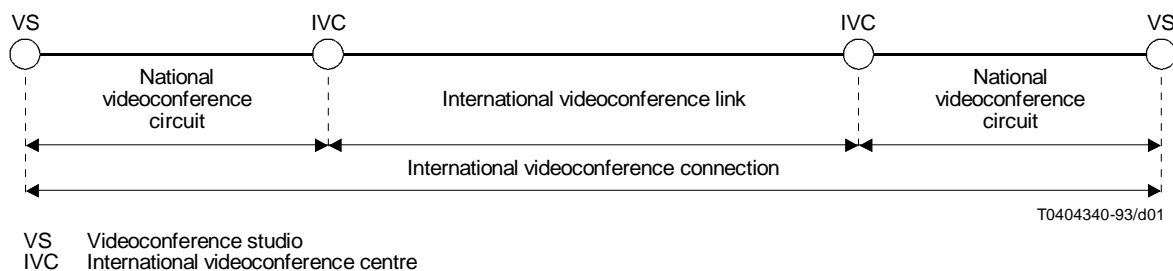 VS IVC IVC VS
National videoconference circuit
International videoconference link
National videoconference circuit
International videoconference connection
T0404340-93/d01
VS Videoconference studio
IVC International videoconference centre